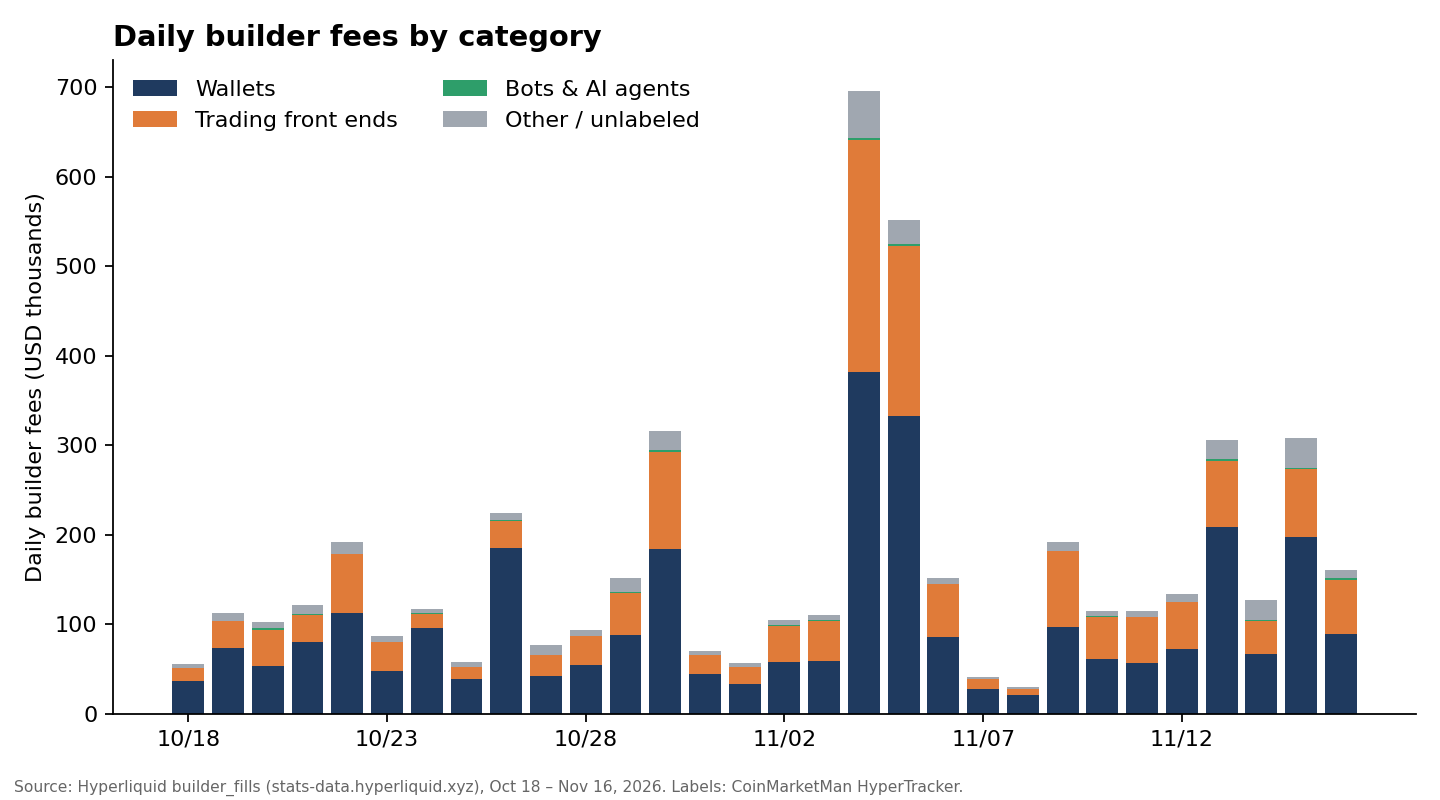 Daily builder fees by category
Wallets
Trading front ends
Bots & AI agents
Other / unlabeled
Daily builder fees (USD thousands)
700
600
500
400
300
200
100
0
10/18 10/23 10/28 11/02 11/07 11/12
Source: Hyperliquid builder_fills (stats-data.hyperliquid.xyz), Oct 18 – Nov 16, 2026. Labels: CoinMarketMan HyperTracker.